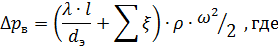 Δpв = (λ · l / dэ + ∑ ξ) · ρ · ω²/2 , где